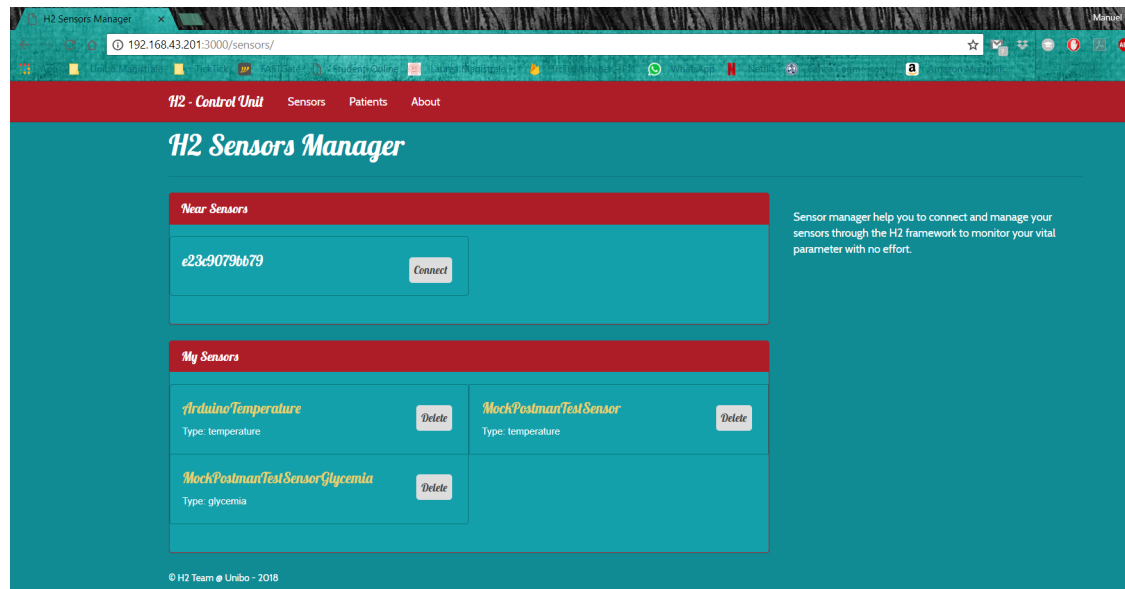 H2 Sensors Manager
Manuel
192.168.43.201:3000/sensors/
WhatsApp
H2 - Control Unit Sensors Patients About
H2 Sensors Manager
Near Sensors
e23c9079bb79
Connect
Sensor manager help you to connect and manage your
sensors through the H2 framework to monitor your vital
parameter with no effort.
My Sensors
ArduinoTemperature
Type: temperature
Delete
MockPostmanTestSensor
Type: temperature
Delete
MockPostmanTestSensorGlycemia
Type: glycemia
Delete
© H2 Team @ Unibo - 2018